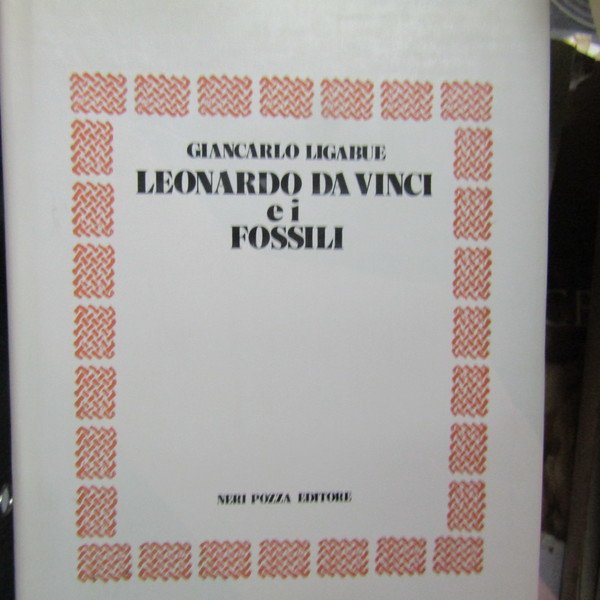 GIANCARLO LIGABUE
LEONARDO DA VINCI
e i
FOSSILI
NERI POZZA EDITORE